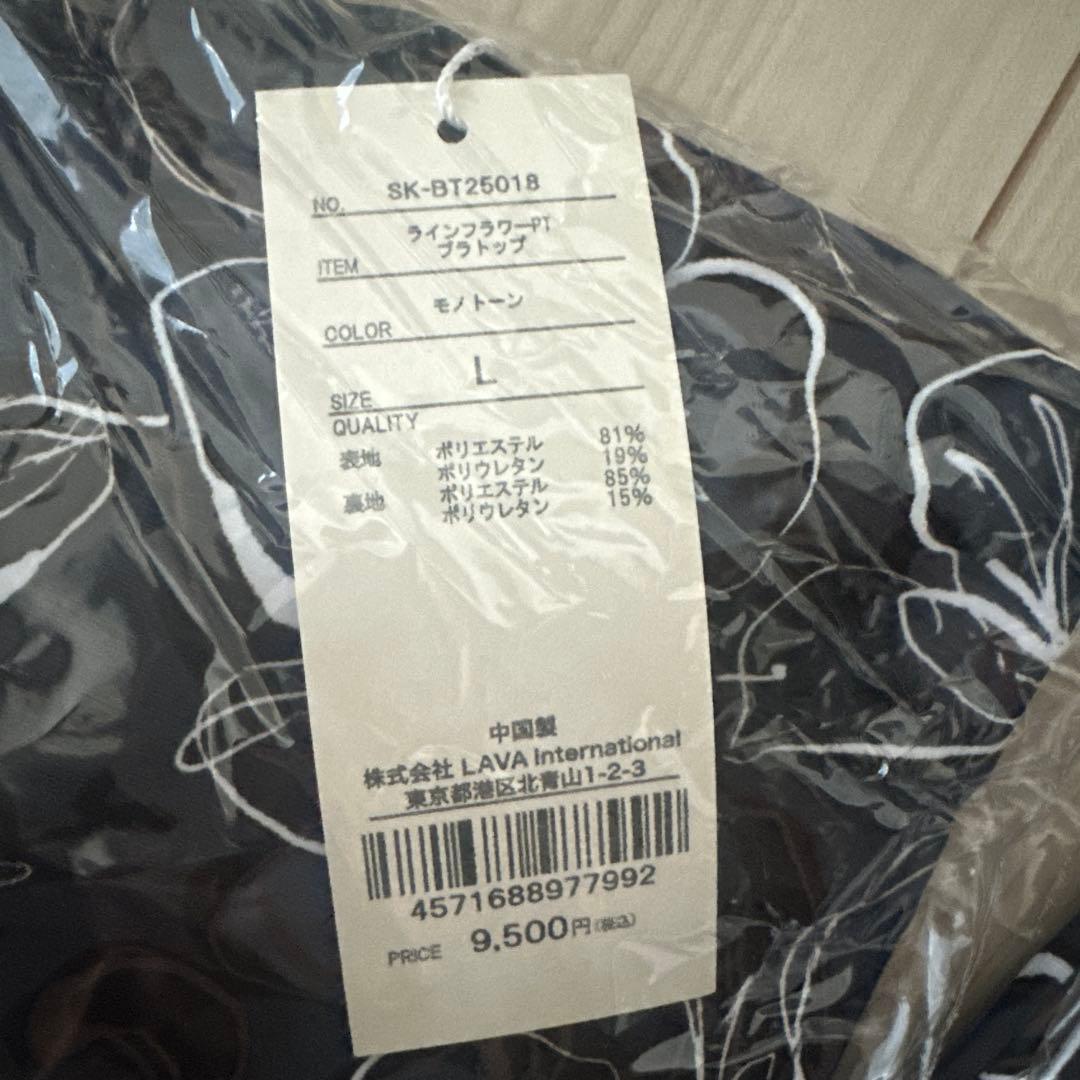 NO. SK-BT25018
ラインフラワーPT
ブラトップ
ITEM
モノトーン
COLOR
L
SIZE
QUALITY
表地 ポリエステル 81%
ポリウレタン 19%
裏地 ポリエステル 85%
ポリウレタン 15%
中国製
株式会社 LAVA International
東京都港区北青山1-2-3
4571688977992
PRICE 9,500円(税込)